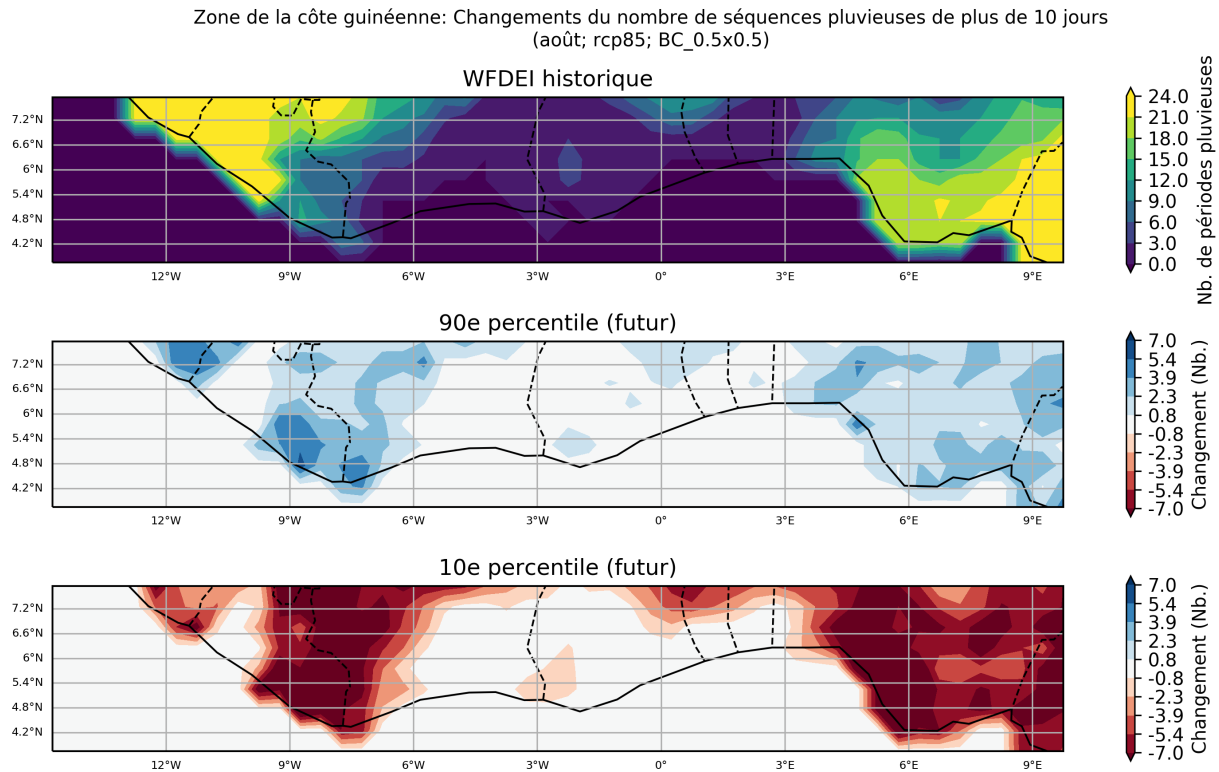 Zone de la côte guinéenne: Changements du nombre de séquences pluvieuses de plus de 10 jours
(août; rcp85; BC_0.5x0.5)
WFDEI historique
7.2°N
6.6°N
6°N
5.4°N
4.8°N
4.2°N
12°W 9°W 6°W 3°W 0° 3°E 6°E 9°E
24.0
21.0
18.0
15.0
12.0
9.0
6.0
3.0
0.0
Nb. de périodes pluvieuses
90e percentile (futur)
7.2°N
6.6°N
6°N
5.4°N
4.8°N
4.2°N
12°W 9°W 6°W 3°W 0° 3°E 6°E 9°E
7.0
5.4
3.9
2.3
0.8
-0.8
-2.3
-3.9
-5.4
-7.0
Changement (Nb.)
10e percentile (futur)
7.2°N
6.6°N
6°N
5.4°N
4.8°N
4.2°N
12°W 9°W 6°W 3°W 0° 3°E 6°E 9°E
7.0
5.4
3.9
2.3
0.8
-0.8
-2.3
-3.9
-5.4
-7.0
Changement (Nb.)